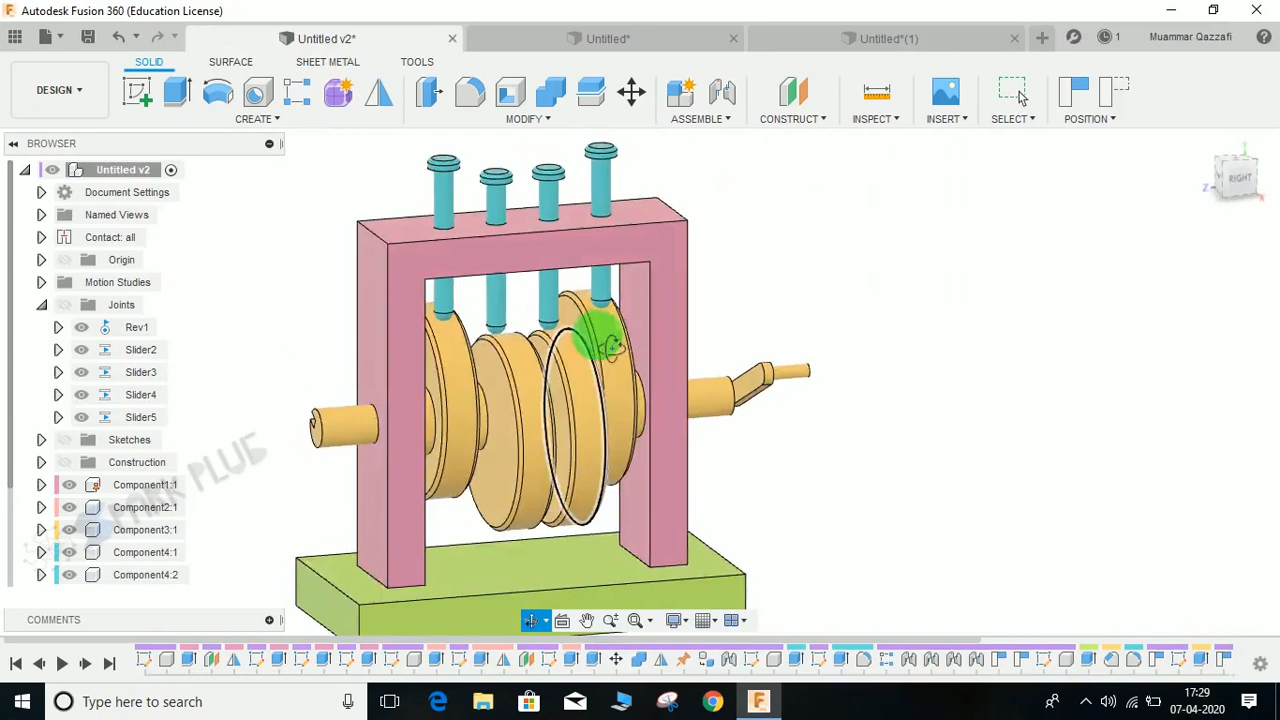 Autodesk Fusion 360 (Education License)
Untitled v2*
Untitled*
Untitled*(1)
1
Muammar Qazzafi
DESIGN
SOLID
SURFACE
SHEET METAL
TOOLS
CREATE
MODIFY
ASSEMBLE
CONSTRUCT
INSPECT
INSERT
SELECT
POSITION
BROWSER
Untitled v2
Document Settings
Named Views
Contact: all
Origin
Motion Studies
Joints
Rev1
Slider2
Slider3
Slider4
Slider5
Sketches
Construction
Component1:1
Component2:1
Component3:1
Component4:1
Component4:2
COMMENTS
Y
RIGHT
Z
X
Type here to search
17:29
07-04-2020